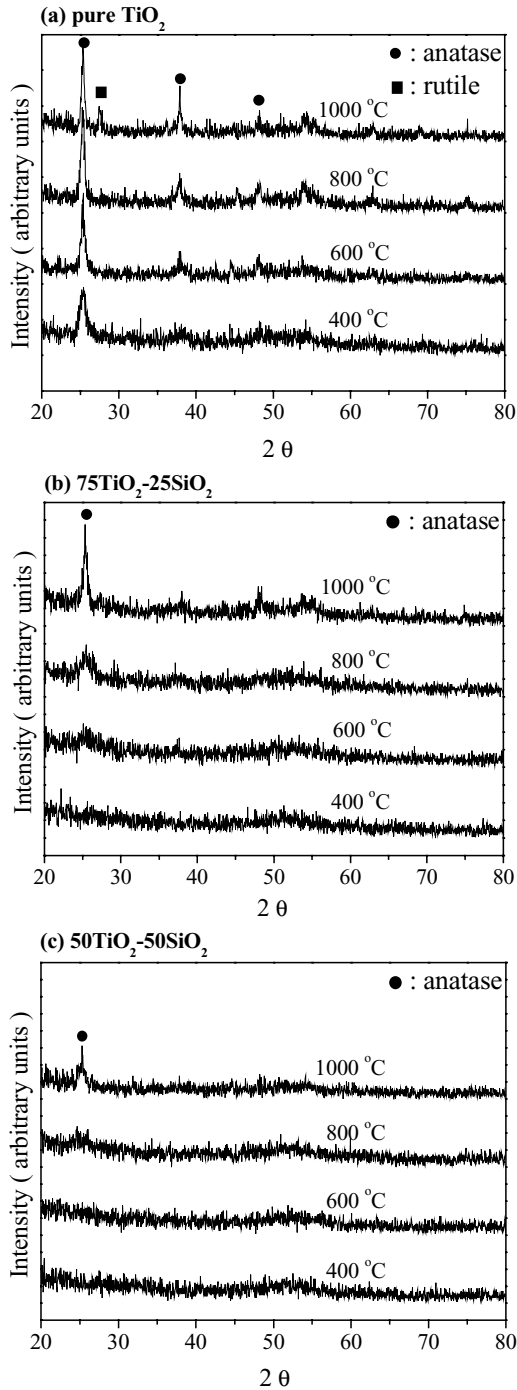 (a) pure TiO₂
● : anatase
■ : rutile
1000 °C
800 °C
600 °C
400 °C
Intensity ( arbitrary units )
20 30 40 50 60 70 80
2 θ
(b) 75TiO₂-25SiO₂
● : anatase
1000 °C
800 °C
600 °C
400 °C
Intensity ( arbitrary units )
20 30 40 50 60 70 80
2 θ
(c) 50TiO₂-50SiO₂
● : anatase
1000 °C
800 °C
600 °C
400 °C
Intensity ( arbitrary units )
20 30 40 50 60 70 80
2 θ